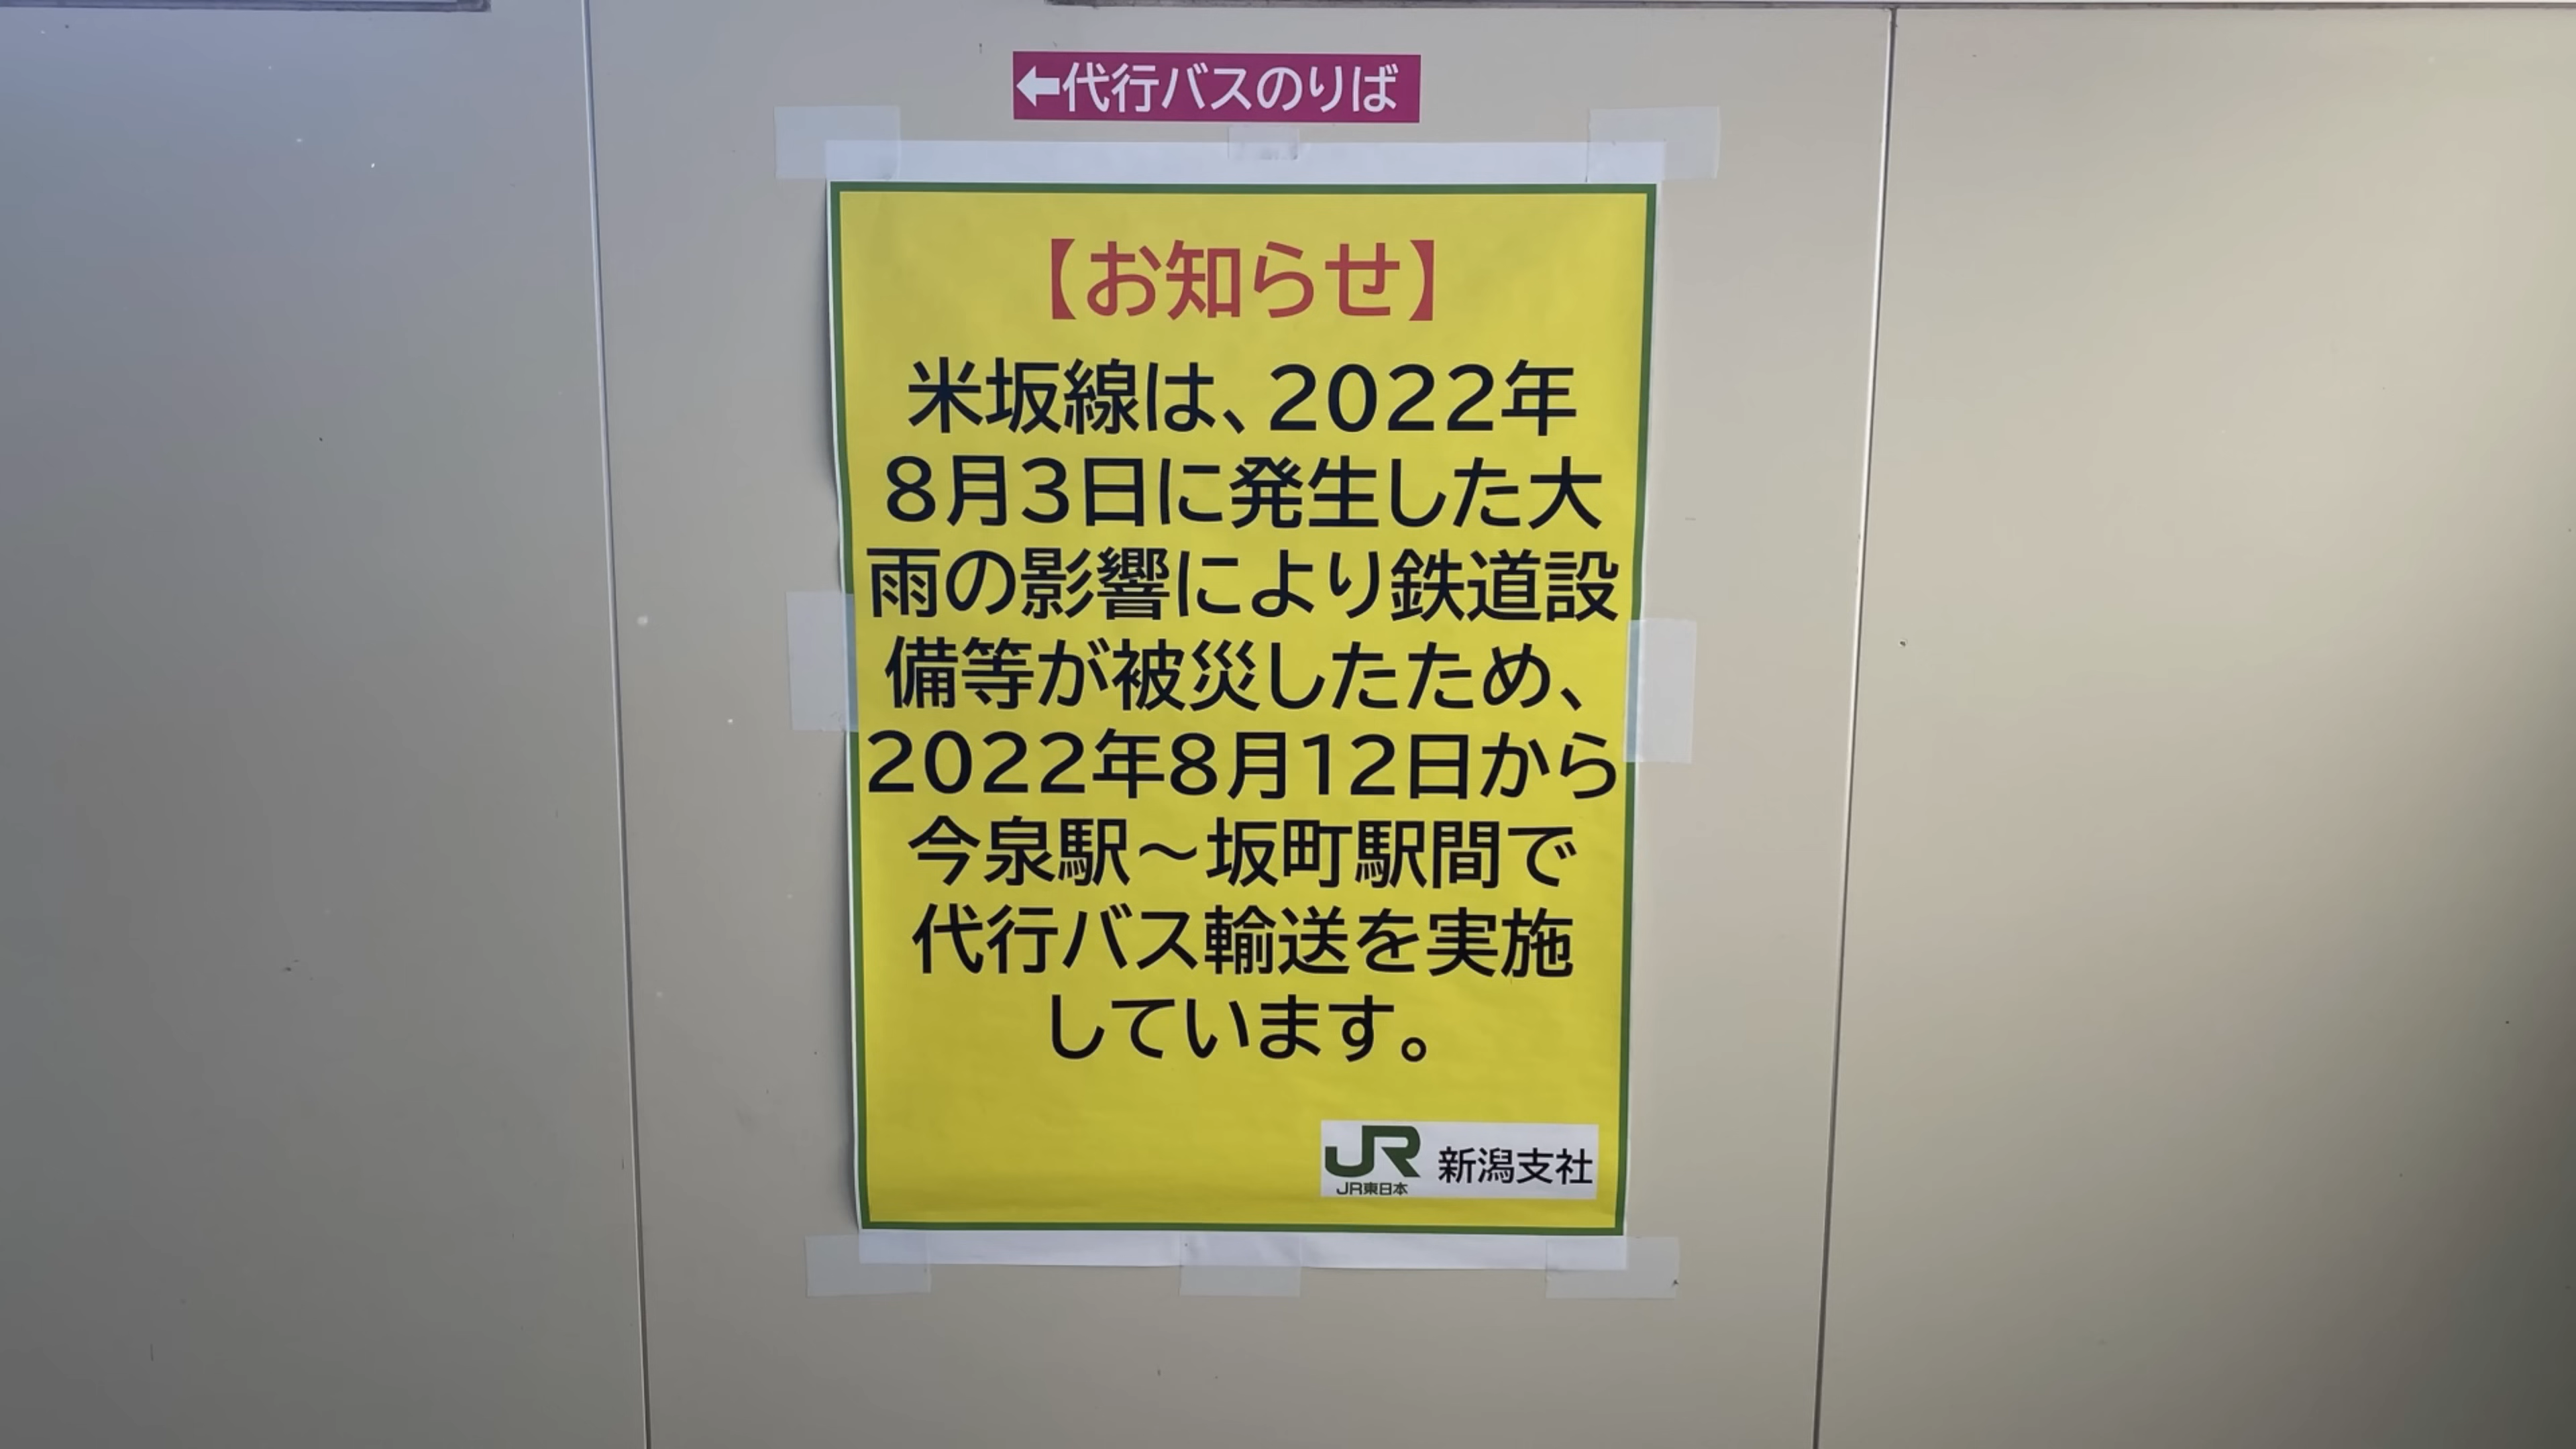 ←代行バスのりば
【お知らせ】
米坂線は、2022年
8月3日に発生した大
雨の影響により鉄道設
備等が被災したため、
2022年8月12日から
今泉駅～坂町駅間で
代行バス輸送を実施
しています。
JR 新潟支社
JR東日本